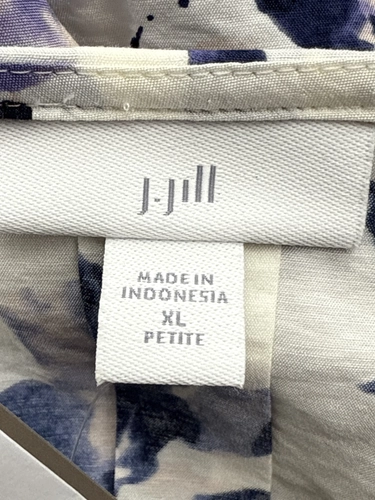 J.Jill
MADE IN
INDONESIA
XL
PETITE